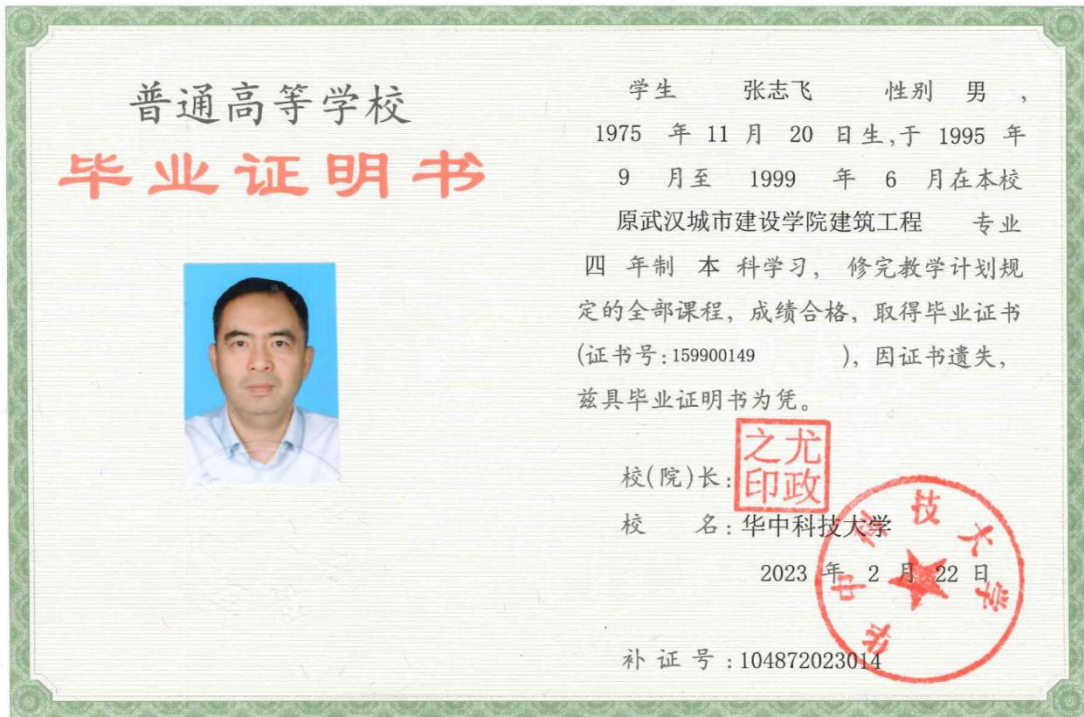 普通高等学校
毕业证明书
学生 张志飞 性别 男 ,
1975 年 11 月 20 日生,于 1995 年
9 月至 1999 年 6 月在本校
原武汉城市建设学院建筑工程 专业
四 年制 本 科学习, 修完教学计划规
定的全部课程, 成绩合格, 取得毕业证书
(证书号:159900149 ), 因证书遗失,
兹具毕业证明书为凭。
校(院)长:
尤政之印
校 名: 华中科技大学
2023 年 2 月 22 日
华中科技大学
补 证 号 :104872023014